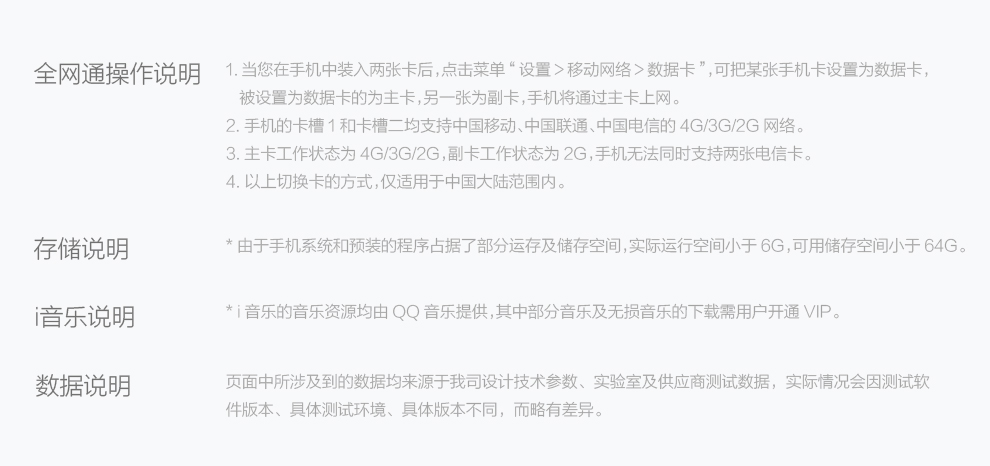 全网通操作说明
1. 当您在手机中装入两张卡后,点击菜单“设置>移动网络>数据卡”,可把某张手机卡设置为数据卡,
被设置为数据卡的为主卡,另一张为副卡,手机将通过主卡上网。
2. 手机的卡槽1和卡槽二均支持中国移动、中国联通、中国电信的 4G/3G/2G 网络。
3. 主卡工作状态为 4G/3G/2G,副卡工作状态为 2G,手机无法同时支持两张电信卡。
4. 以上切换卡的方式,仅适用于中国大陆范围内。
存储说明
* 由于手机系统和预装的程序占据了部分运存及储存空间,实际运行空间小于 6G,可用储存空间小于 64G。
i音乐说明
* i 音乐的音乐资源均由 QQ 音乐提供,其中部分音乐及无损音乐的下载需用户开通 VIP。
数据说明
页面中所涉及到的数据均来源于我司设计技术参数、实验室及供应商测试数据，实际情况会因测试软
件版本、具体测试环境、具体版本不同，而略有差异。